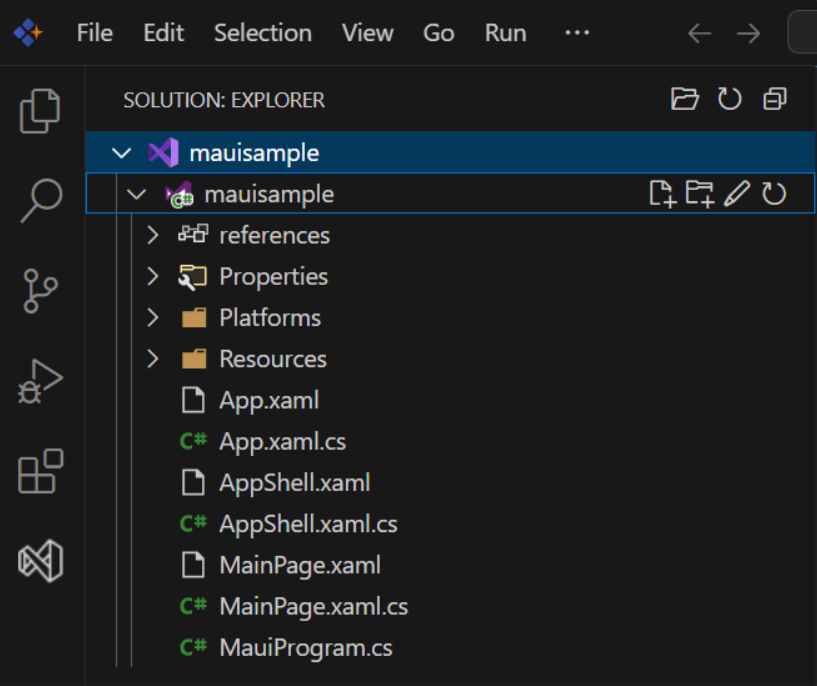 File Edit Selection View Go Run ...
SOLUTION: EXPLORER
mauisample
mauisample
references
Properties
Platforms
Resources
App.xaml
C# App.xaml.cs
AppShell.xaml
C# AppShell.xaml.cs
MainPage.xaml
C# MainPage.xaml.cs
C# MauiProgram.cs